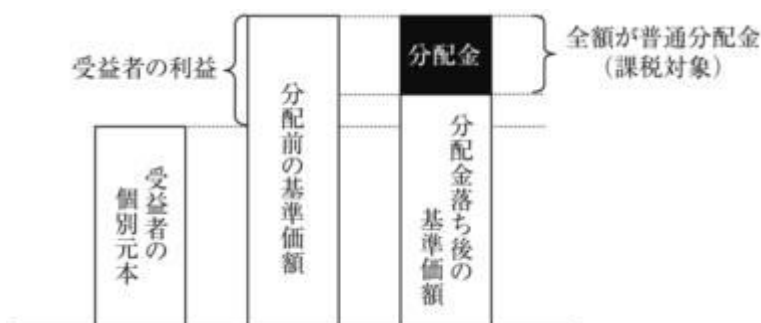 受益者の利益
分配前の基準価額
分配金
全額が普通分配金
(課税対象)
受益者の
個別元本
分配金落ち後の
基準価額